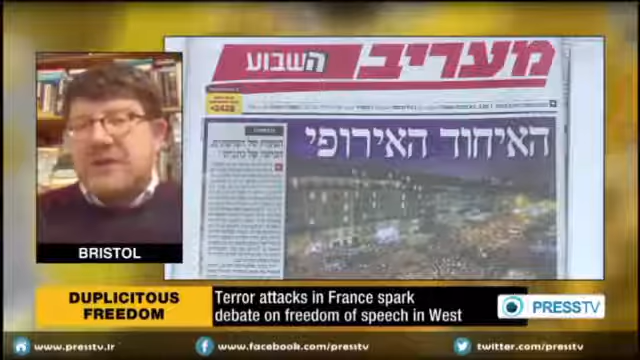 מעריב השבוע
האיחוד האירופי
BRISTOL
DUPLICITOUS
FREEDOM
Terror attacks in France spark
debate on freedom of speech in West
PRESSTV
www.presstv.ir
www.facebook.com/presstv
twitter.com/presstv